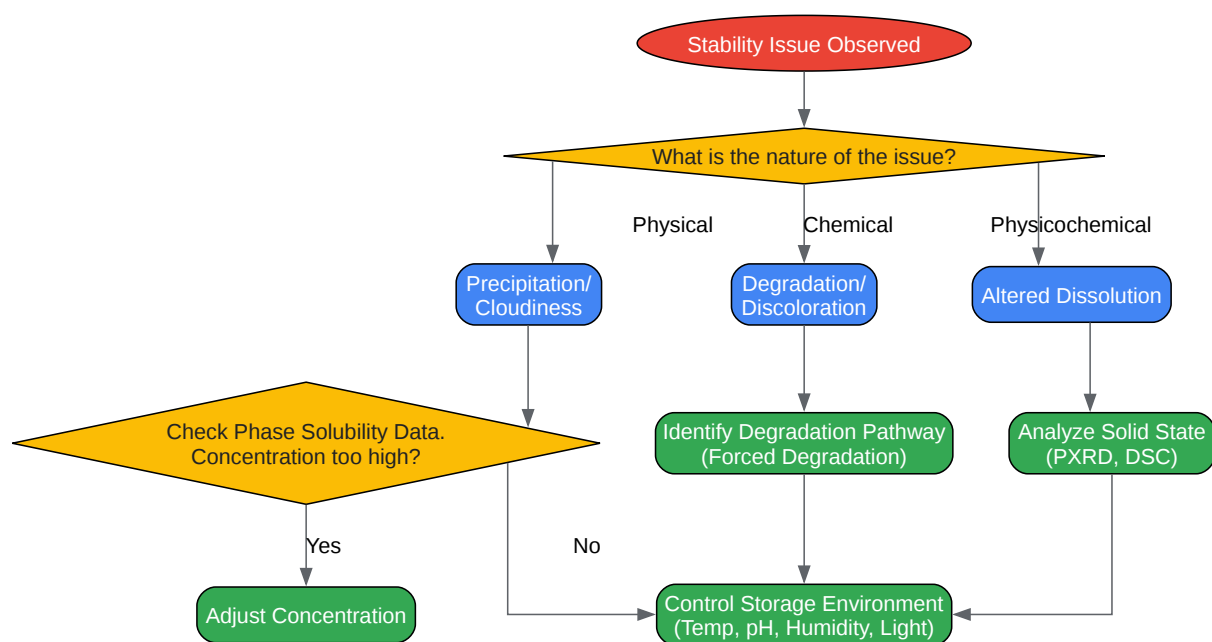 Stability Issue Observed
What is the nature of the issue?
Physical
Chemical
Physicochemical
Precipitation/
Cloudiness
Degradation/
Discoloration
Altered Dissolution
Check Phase Solubility Data.
Concentration too high?
Identify Degradation Pathway
(Forced Degradation)
Analyze Solid State
(PXRD, DSC)
Yes
No
Adjust Concentration
Control Storage Environment
(Temp, pH, Humidity, Light)